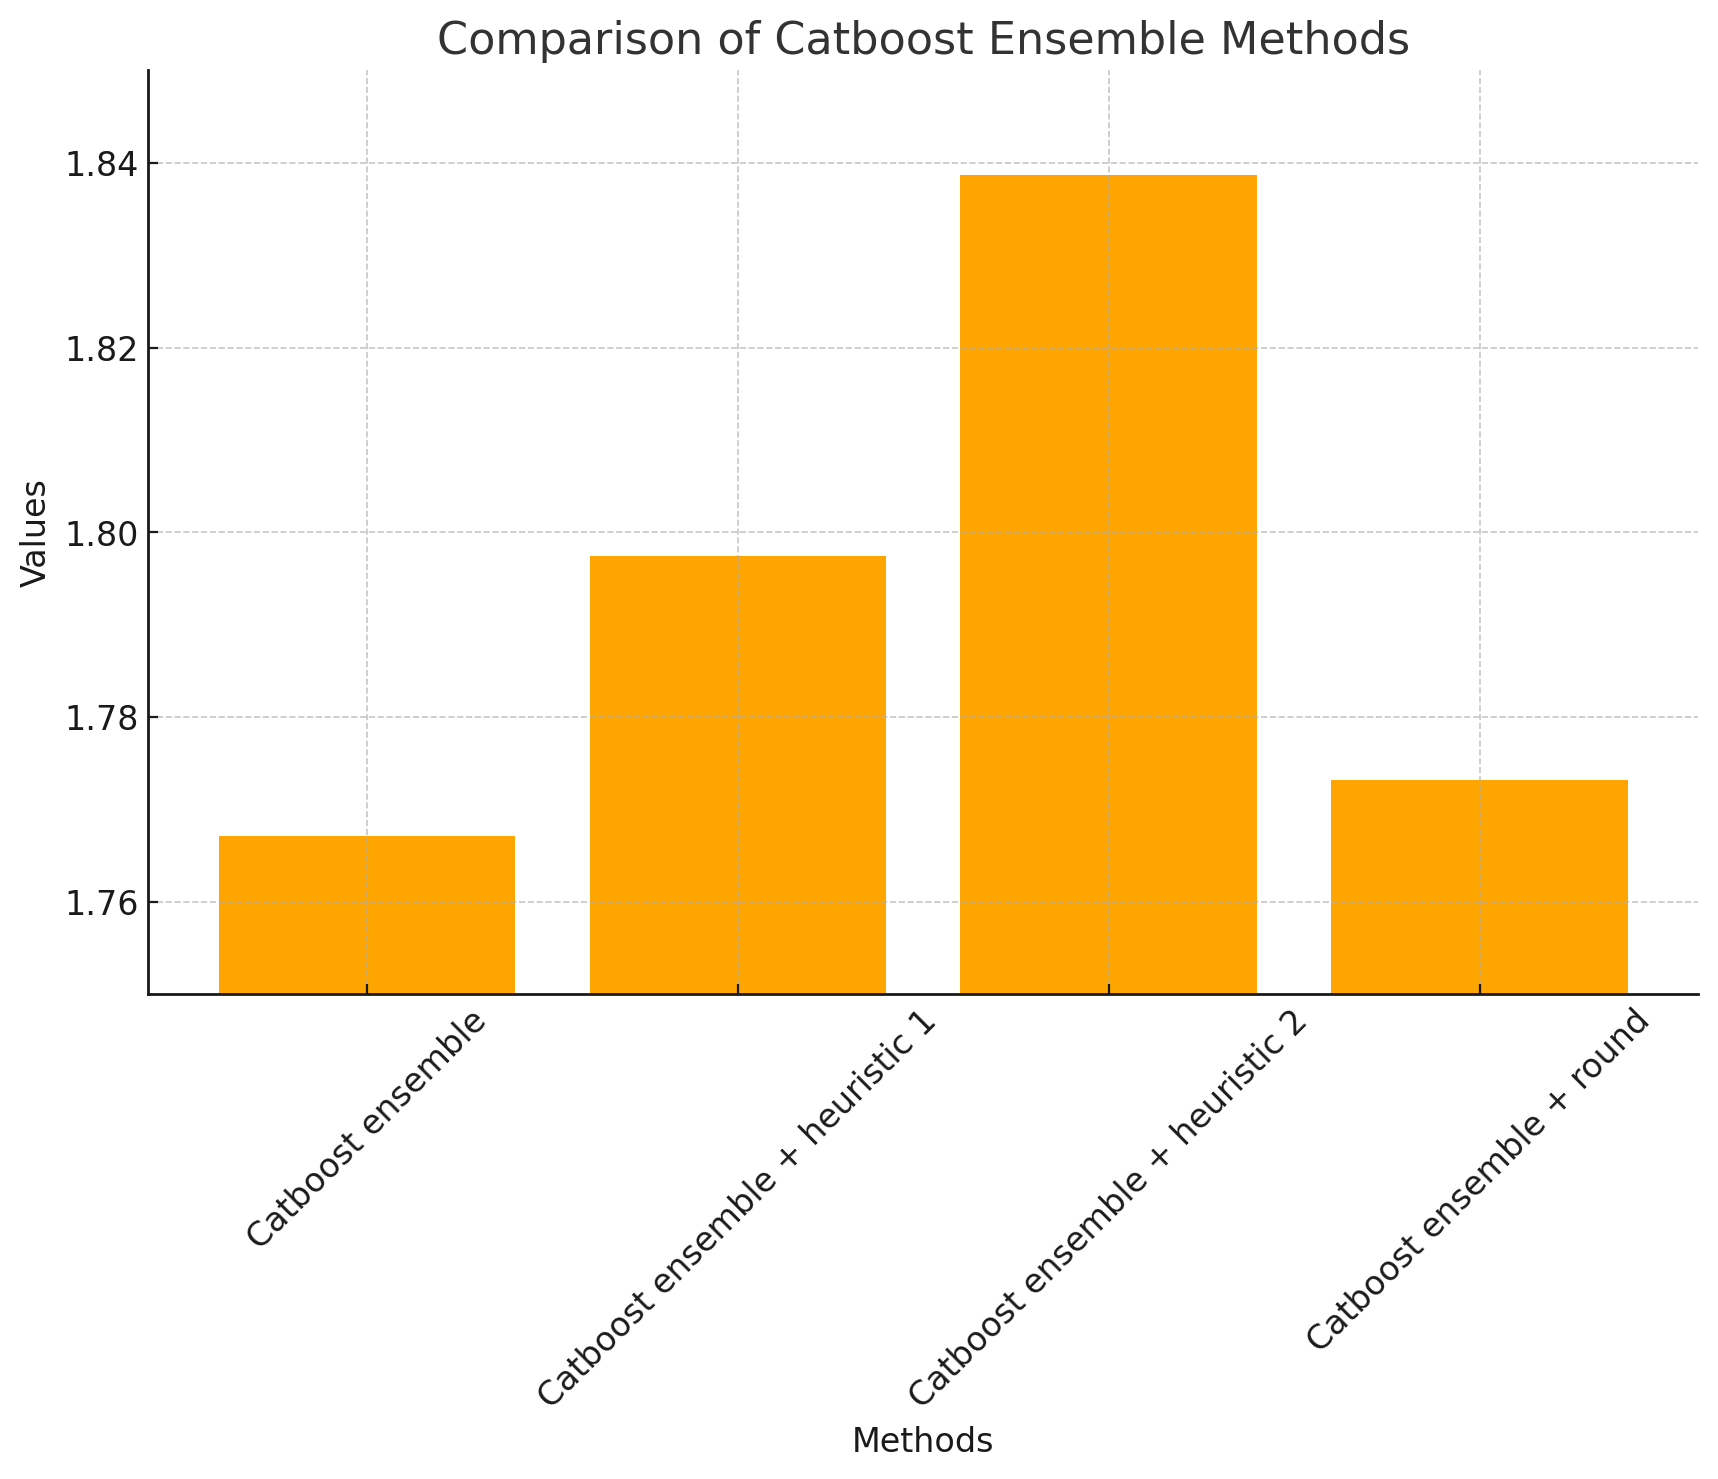 Comparison of Catboost Ensemble Methods
1.84
1.82
1.80
1.78
1.76
Values
Catboost ensemble
Catboost ensemble + heuristic 1
Catboost ensemble + heuristic 2
Catboost ensemble + round
Methods